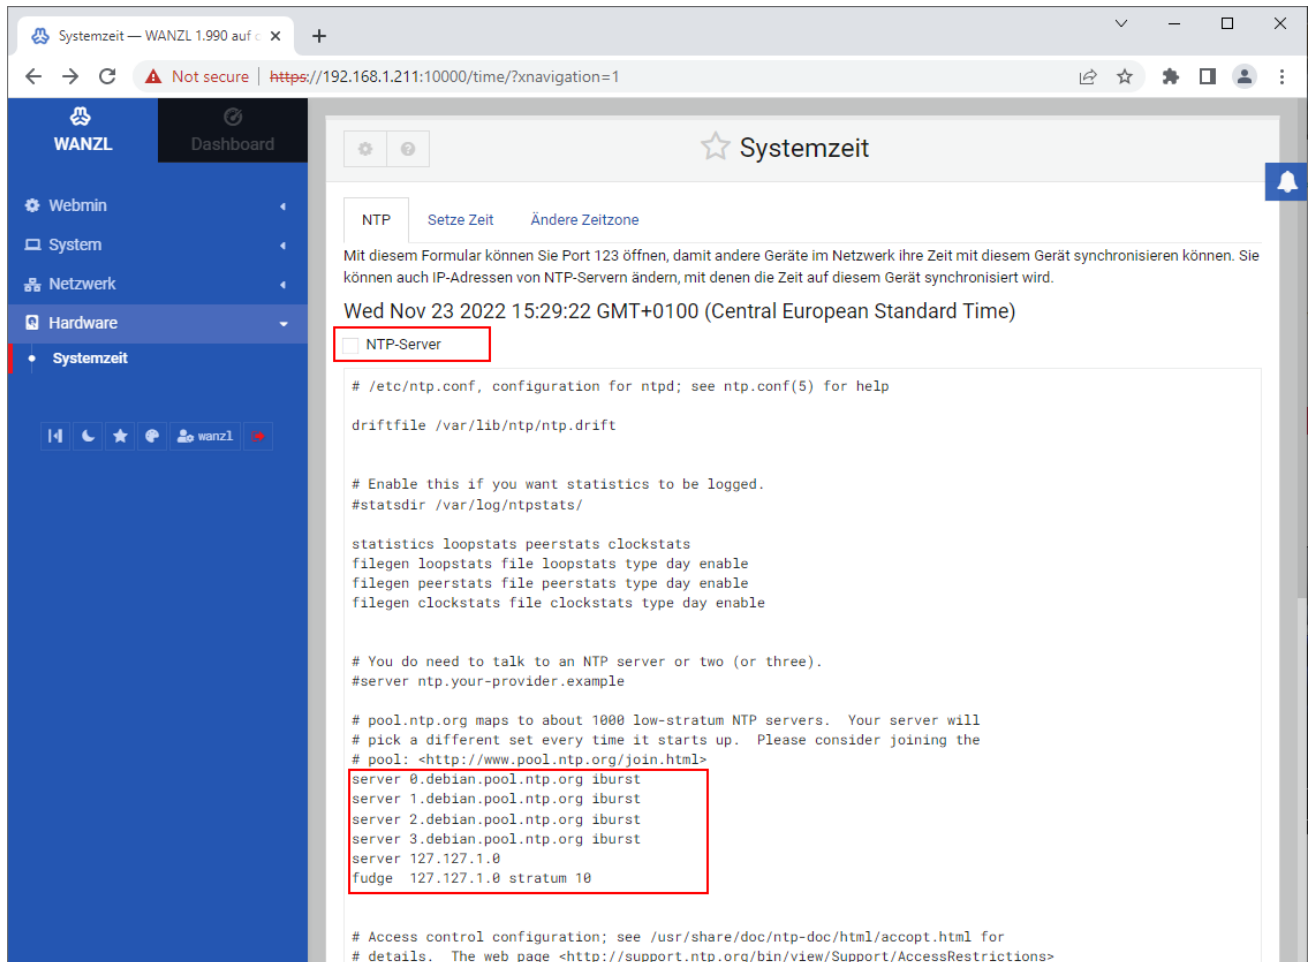 Systemzeit — WANZL 1.990 auf d
Not secure | https://192.168.1.211:10000/time/?xnavigation=1
WANZL
Dashboard
Webmin
System
Netzwerk
Hardware
Systemzeit
wanzl
Systemzeit
NTP
Setze Zeit
Ändere Zeitzone
Mit diesem Formular können Sie Port 123 öffnen, damit andere Geräte im Netzwerk ihre Zeit mit diesem Gerät synchronisieren können. Sie
können auch IP-Adressen von NTP-Servern ändern, mit denen die Zeit auf diesem Gerät synchronisiert wird.
Wed Nov 23 2022 15:29:22 GMT+0100 (Central European Standard Time)
NTP-Server
# /etc/ntp.conf, configuration for ntpd; see ntp.conf(5) for help
driftfile /var/lib/ntp/ntp.drift
# Enable this if you want statistics to be logged.
#statsdir /var/log/ntpstats/
statistics loopstats peerstats clockstats
filegen loopstats file loopstats type day enable
filegen peerstats file peerstats type day enable
filegen clockstats file clockstats type day enable
# You do need to talk to an NTP server or two (or three).
#server ntp.your-provider.example
# pool.ntp.org maps to about 1000 low-stratum NTP servers.  Your server will
# pick a different set every time it starts up.  Please consider joining the
# pool: <http://www.pool.ntp.org/join.html>
server 0.debian.pool.ntp.org iburst
server 1.debian.pool.ntp.org iburst
server 2.debian.pool.ntp.org iburst
server 3.debian.pool.ntp.org iburst
server 127.127.1.0
fudge  127.127.1.0 stratum 10
# Access control configuration; see /usr/share/doc/ntp-doc/html/accopt.html for
# details.  The web page <http://support.ntp.org/bin/view/Support/AccessRestrictions>